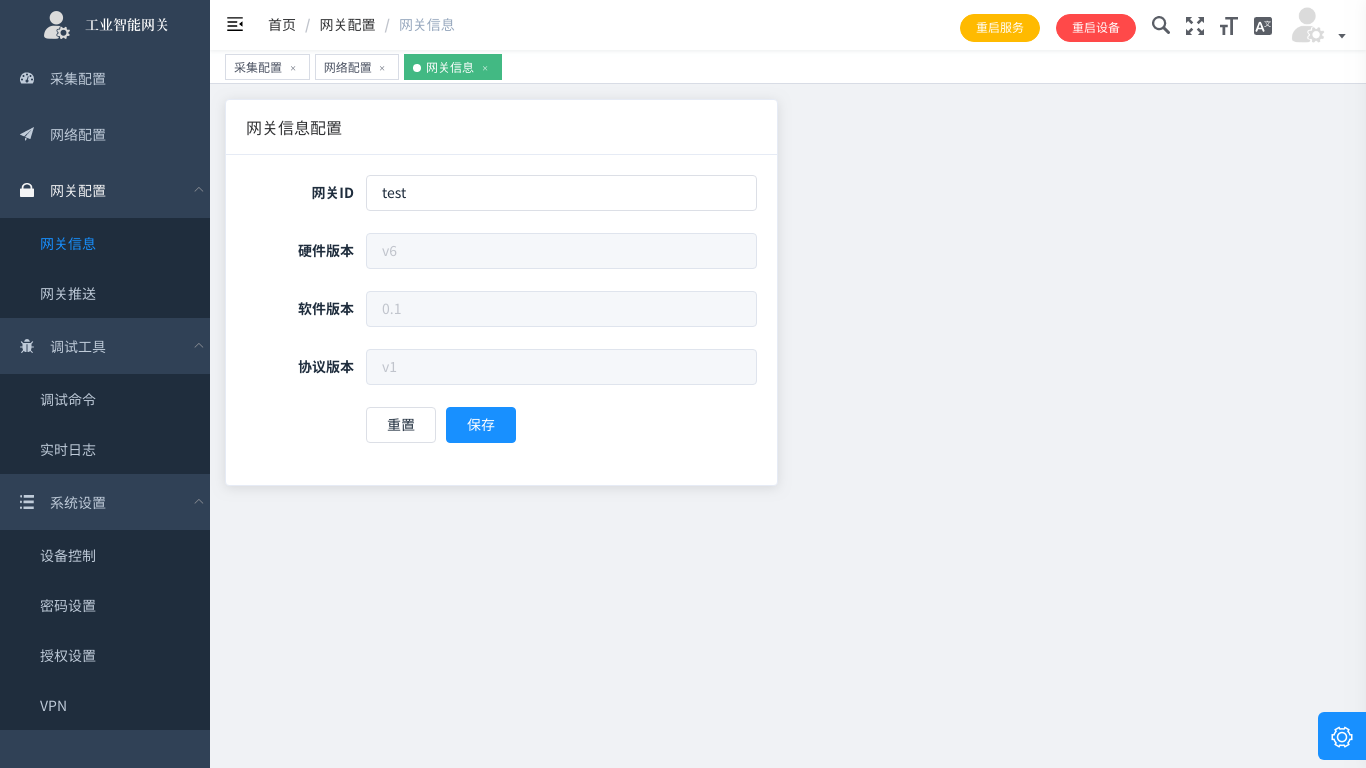 工业智能网关
采集配置
网络配置
网关配置
网关信息
网关推送
调试工具
调试命令
实时日志
系统设置
设备控制
密码设置
授权设置
VPN
首页 / 网关配置 / 网关信息
重启服务
重启设备
采集配置 ×
网络配置 ×
网关信息 ×
网关信息配置
网关ID test
硬件版本 v6
软件版本 0.1
协议版本 v1
重置 保存